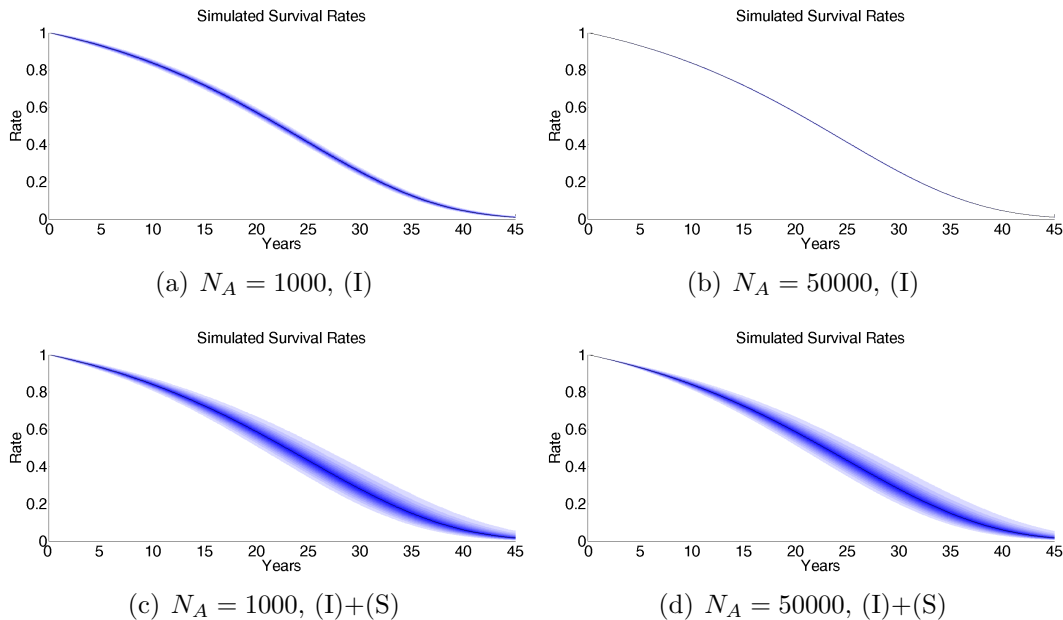 Simulated Survival Rates
Simulated Survival Rates
1
0.8
0.6
0.4
0.2
0
Rate
0 5 10 15 20 25 30 35 40 45
Years
1
0.8
0.6
0.4
0.2
0
Rate
0 5 10 15 20 25 30 35 40 45
Years
(a) N_A = 1000, (I)
(b) N_A = 50000, (I)
Simulated Survival Rates
Simulated Survival Rates
1
0.8
0.6
0.4
0.2
0
Rate
0 5 10 15 20 25 30 35 40 45
Years
1
0.8
0.6
0.4
0.2
0
Rate
0 5 10 15 20 25 30 35 40 45
Years
(c) N_A = 1000, (I)+(S)
(d) N_A = 50000, (I)+(S)